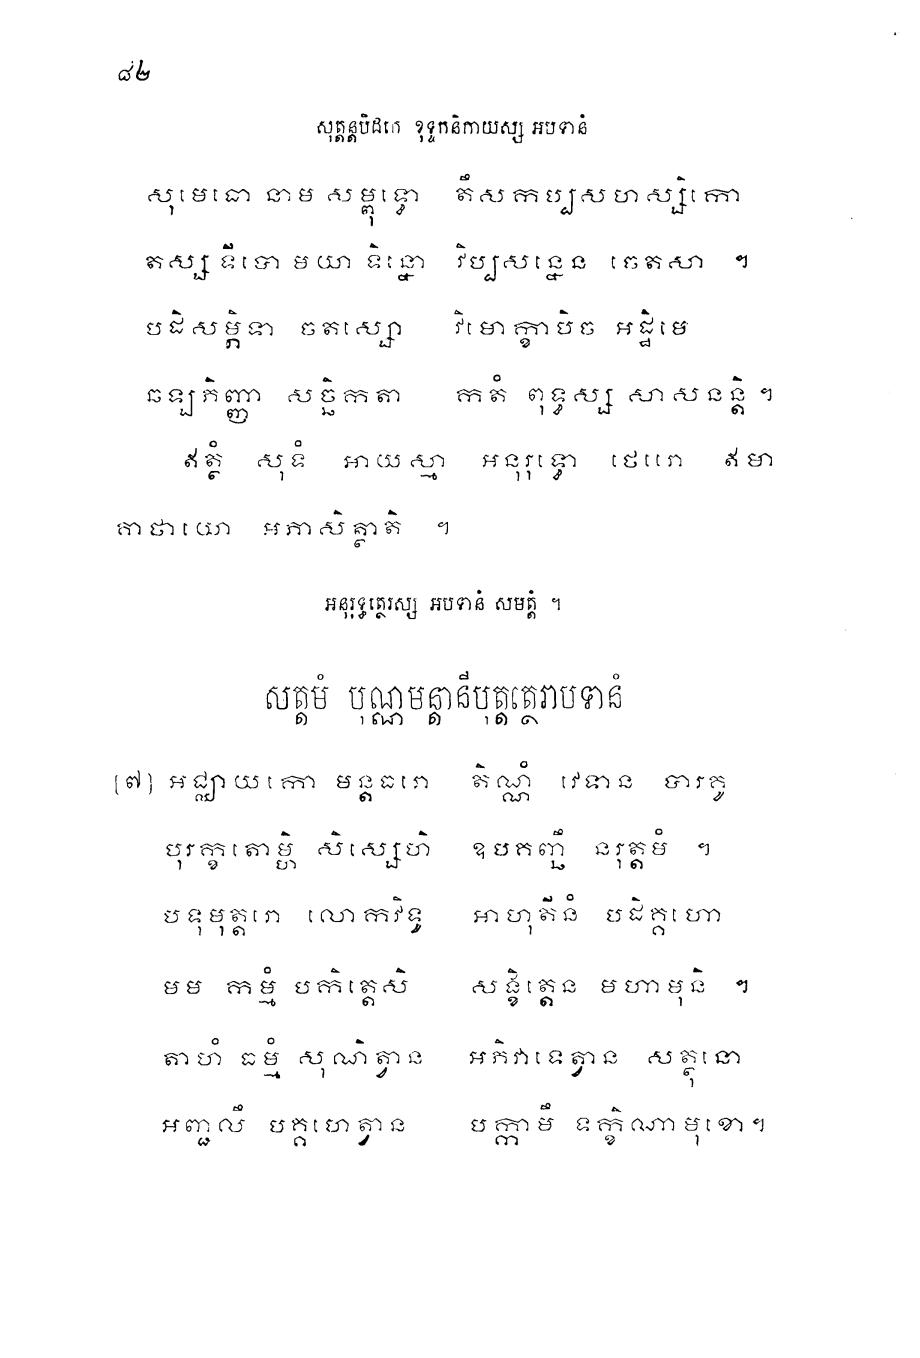 ៨២
សុត្តន្តបិដកេ ខុទ្ទកនិកាយស្ស អបទានំ
សុមេធោ នាម សម្ពុទ្ធោ តឹសកប្បសហស្សិកោ
តស្ស ទីបោ មយា ទិន្នោ វិប្បសន្នេន ចេតសា ។
បដិសម្ភិទា ចតស្សោ វិមោក្ខាបិច អដ្ឋិមេ
ឆឡភិញ្ញា សច្ឆិកតា កតំ ពុទ្ធស្ស សាសនន្តិ ។
ឥត្ថំ សុទំ អាយស្មា អនុរុទ្ធោ ថេរោ ឥមា
គាថាយោ អភាសិត្ថាតិ ។
អនុរុទ្ធត្ថេរស្ស អបទានំ សមត្តំ ។
សត្តមំ បុណ្ណមន្តានីបុត្តត្ថេរាបទានំ
[៧] អជ្ឈាយកោ មន្តធរោ តិណ្ណំ វេទាន បារគូ
បុរក្ខតោម្ហិ សិស្សេហិ ឧបគញ្ឆឹ នរុត្តមំ ។
បទុមុត្តរោ លោកវិទូ អាហុតីនំ បដិគ្គហោ
មម កម្មំ បកិត្តេសិ សង្ខិត្តេន មហាមុនិ ។
តាហំ ធម្មំ សុណិត្វាន អភិវាទេត្វាន សត្ថុនោ
អញ្ជលឹ បគ្គហេត្វាន បក្កាមឹ ទក្ខិណាមុខោ។